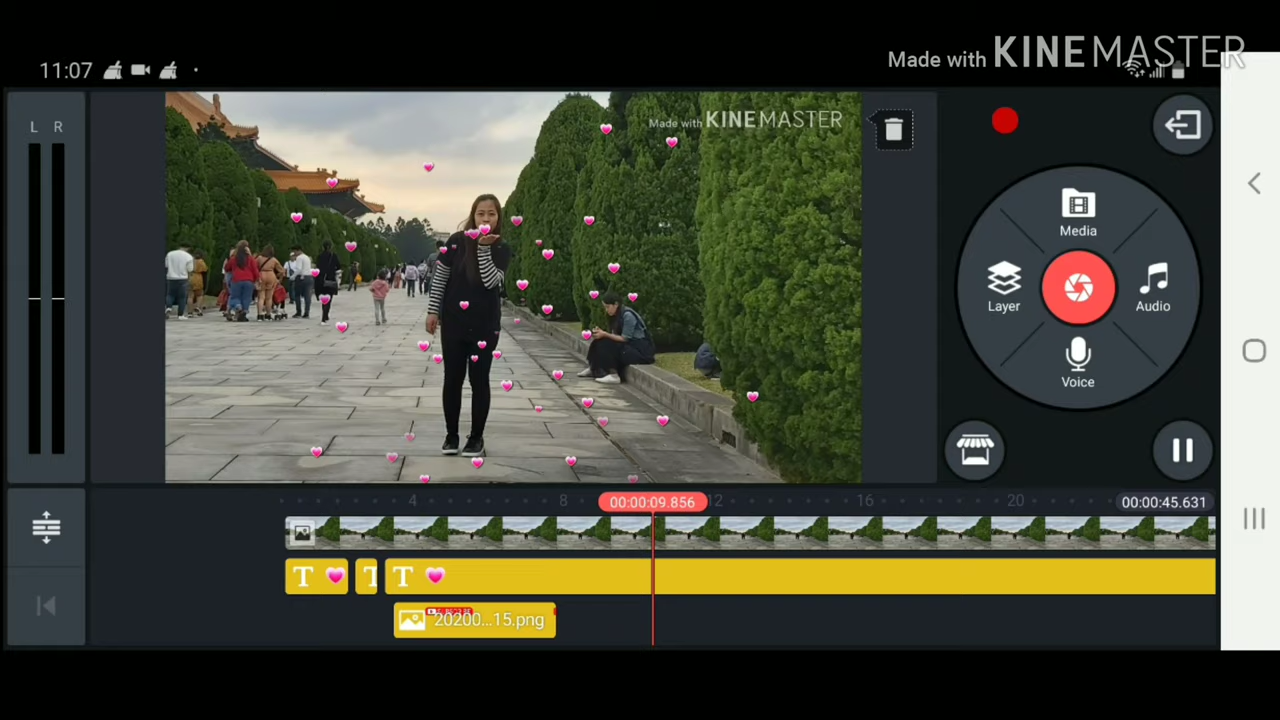 Made with KINEMASTER
11:07
L R
Made with KINEMASTER
Media
Layer
Audio
Voice
4 8 00:00:09.856 12 16 20 00:00:45.631
T T T
20200...15.png